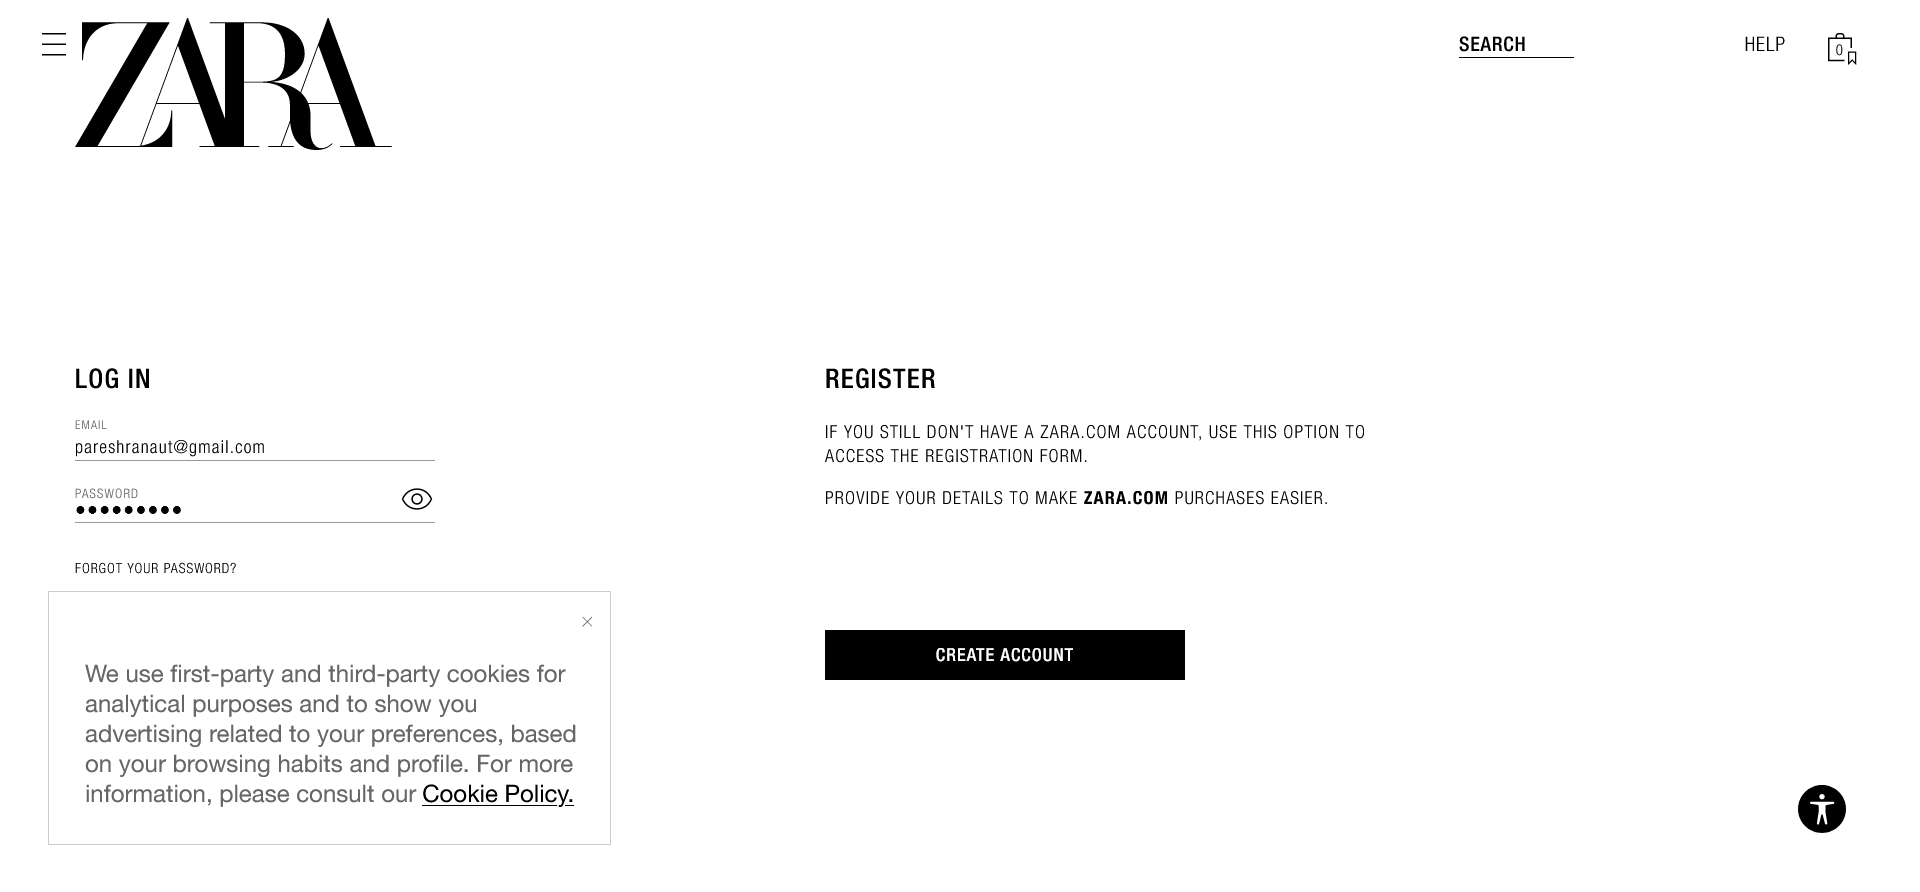 ZARA
SEARCH
HELP
0
LOG IN
EMAIL
pareshranaut@gmail.com
PASSWORD
●●●●●●●●●
FORGOT YOUR PASSWORD?
REGISTER
IF YOU STILL DON'T HAVE A ZARA.COM ACCOUNT, USE THIS OPTION TO
ACCESS THE REGISTRATION FORM.
PROVIDE YOUR DETAILS TO MAKE ZARA.COM PURCHASES EASIER.
CREATE ACCOUNT
We use first-party and third-party cookies for
analytical purposes and to show you
advertising related to your preferences, based
on your browsing habits and profile. For more
information, please consult our Cookie Policy.